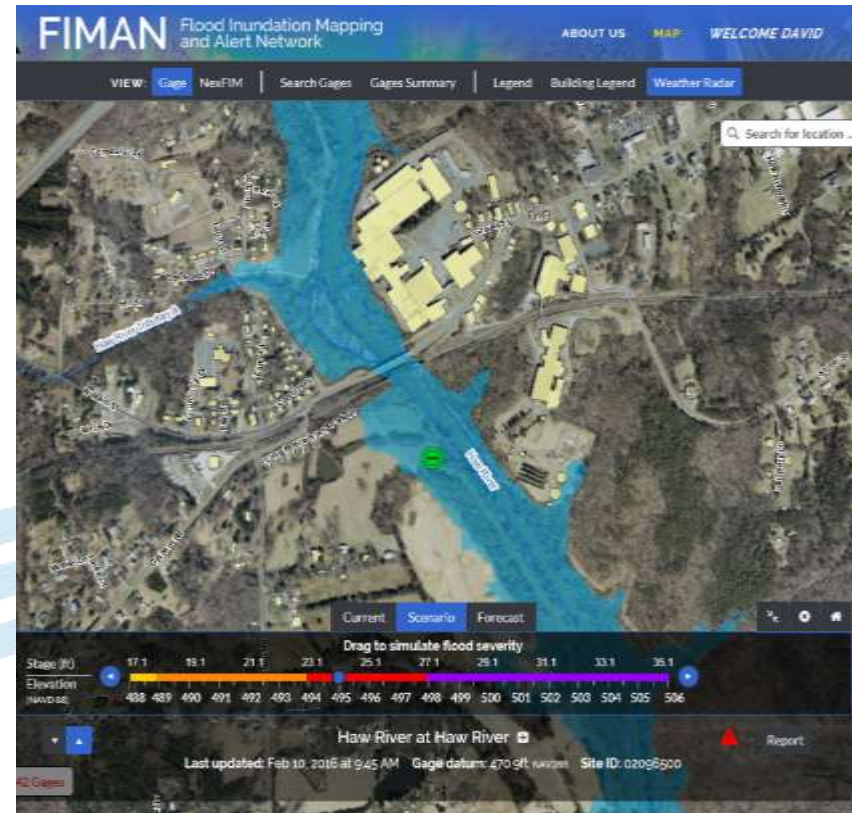 FIMAN Flood Inundation Mapping
and Alert Network
ABOUT US MAP WELCOME DAVID
VIEW: Gage NexFIM Search Gages Gages Summary Legend Building Legend Weather Radar
Search for location ..
Haw River Tributary A
Haw River
Current Scenario Forecast
Drag to simulate flood severity
Stage (ft) 17.1 19.1 21.1 23.1 25.1 27.1 29.1 31.1 33.1 35.1
Elevation
(NAVD 88) 488 489 490 491 492 493 494 495 496 497 498 499 500 501 502 503 504 505 506
Haw River at Haw River
Report
Last updated: Feb 10, 2016 at 9:45 AM Gage datum: 470.9ft NAVD88 Site ID: 02096500
42 Gages